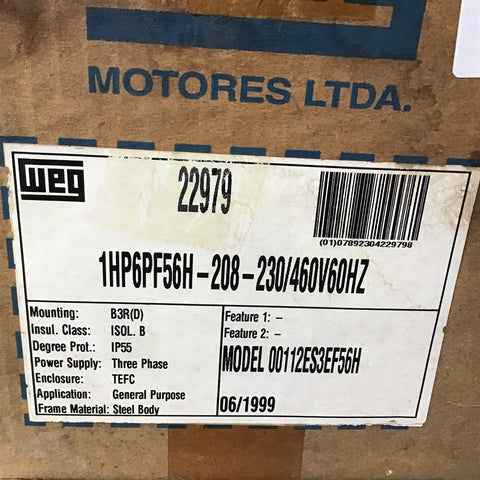 MOTORES LTDA.
WEG
22979
(01)07892304229798
1HP6PF56H-208-230/460V60HZ
Mounting: B3R(D)
Insul. Class: ISOL. B
Degree Prot.: IP55
Power Supply: Three Phase
Enclosure: TEFC
Application: General Purpose
Frame Material: Steel Body
Feature 1: -
Feature 2: -
MODEL 00112ES3EF56H
06/1999